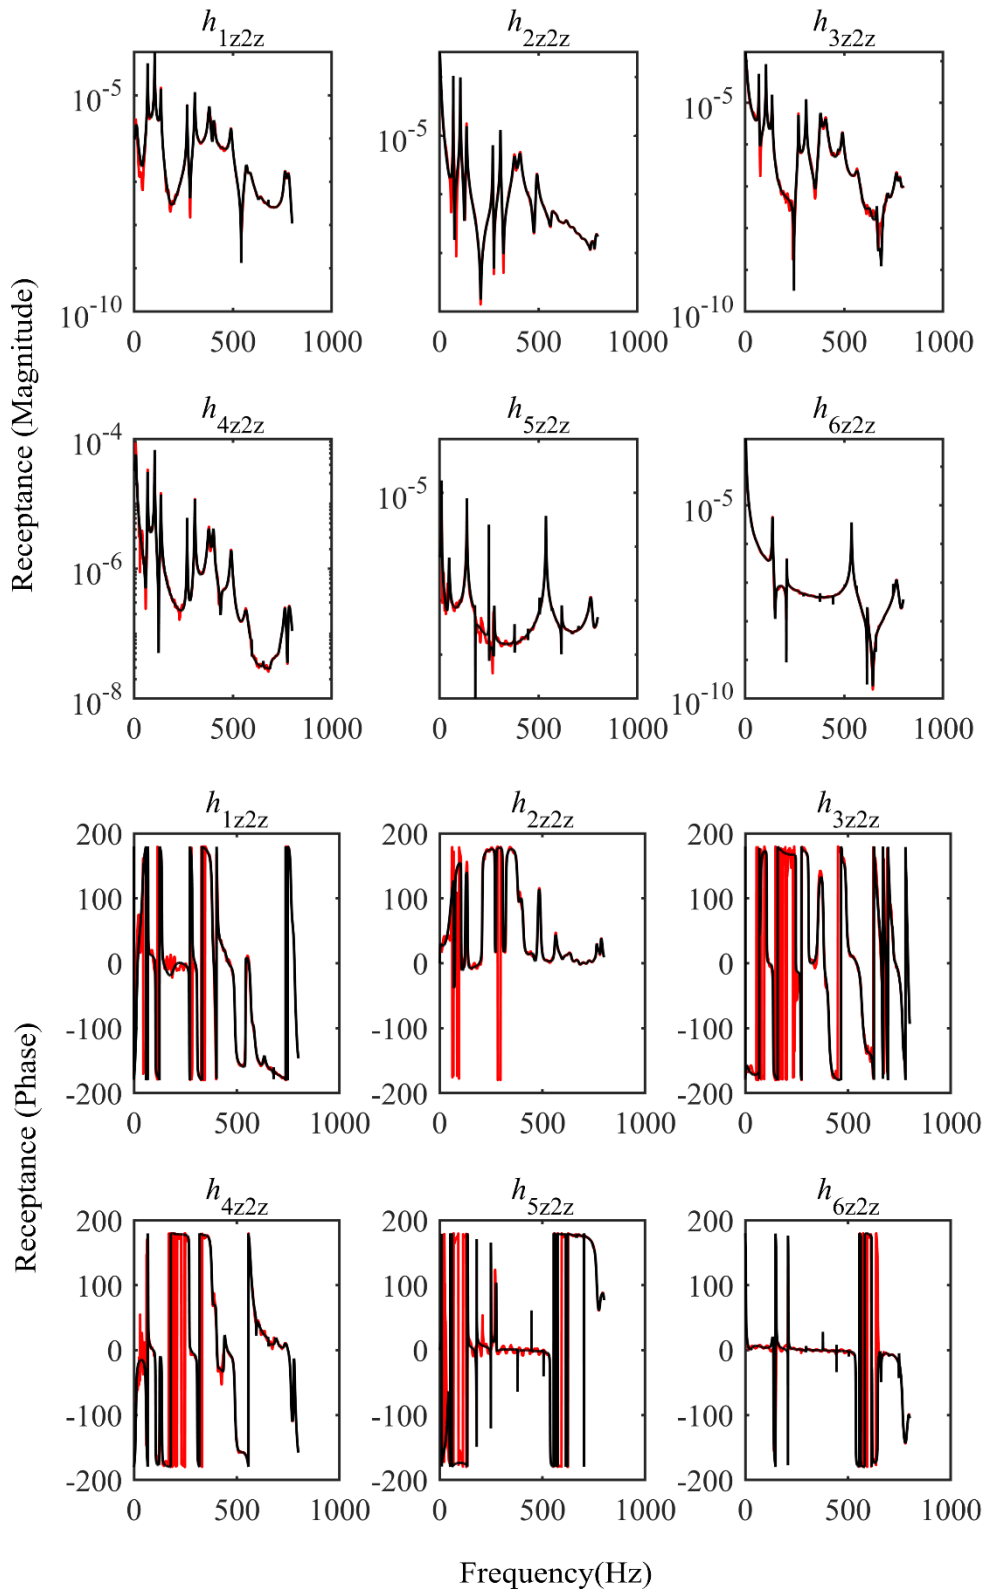 h1z2z h2z2z h3z2z
10-5 10-5 10-5
10-10 10-10
0 500 1000 0 500 1000 0 500 1000
Receptance (Magnitude)
h4z2z h5z2z h6z2z
10-4 10-5 10-5
10-6
10-8 10-10
0 500 1000 0 500 1000 0 500 1000
h1z2z h2z2z h3z2z
200 200 200
100 100 100
0 0 0
-100 -100 -100
-200 -200 -200
0 500 1000 0 500 1000 0 500 1000
Receptance (Phase)
h4z2z h5z2z h6z2z
200 200 200
100 100 100
0 0 0
-100 -100 -100
-200 -200 -200
0 500 1000 0 500 1000 0 500 1000
Frequency(Hz)